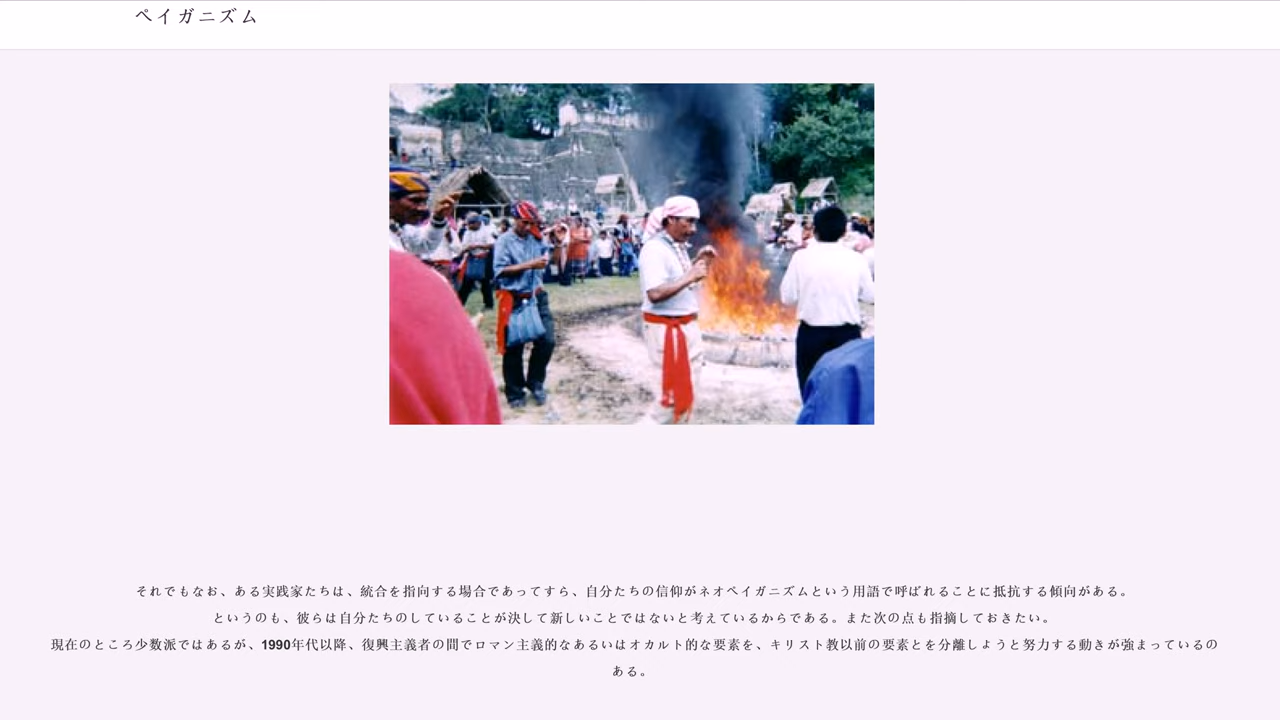 ペイガニズム
それでもなお、ある実践家たちは、統合を指向する場合であってすら、自分たちの信仰がネオペイガニズムという用語で呼ばれることに抵抗する傾向がある。
というのも、彼らは自分たちのしていることが決して新しいことではないと考えているからである。また次の点も指摘しておきたい。
現在のところ少数派ではあるが、1990年代以降、復興主義者の間でロマン主義的なあるいはオカルト的な要素を、キリスト教以前の要素とを分離しようと努力する動きが強まっているの
ある。